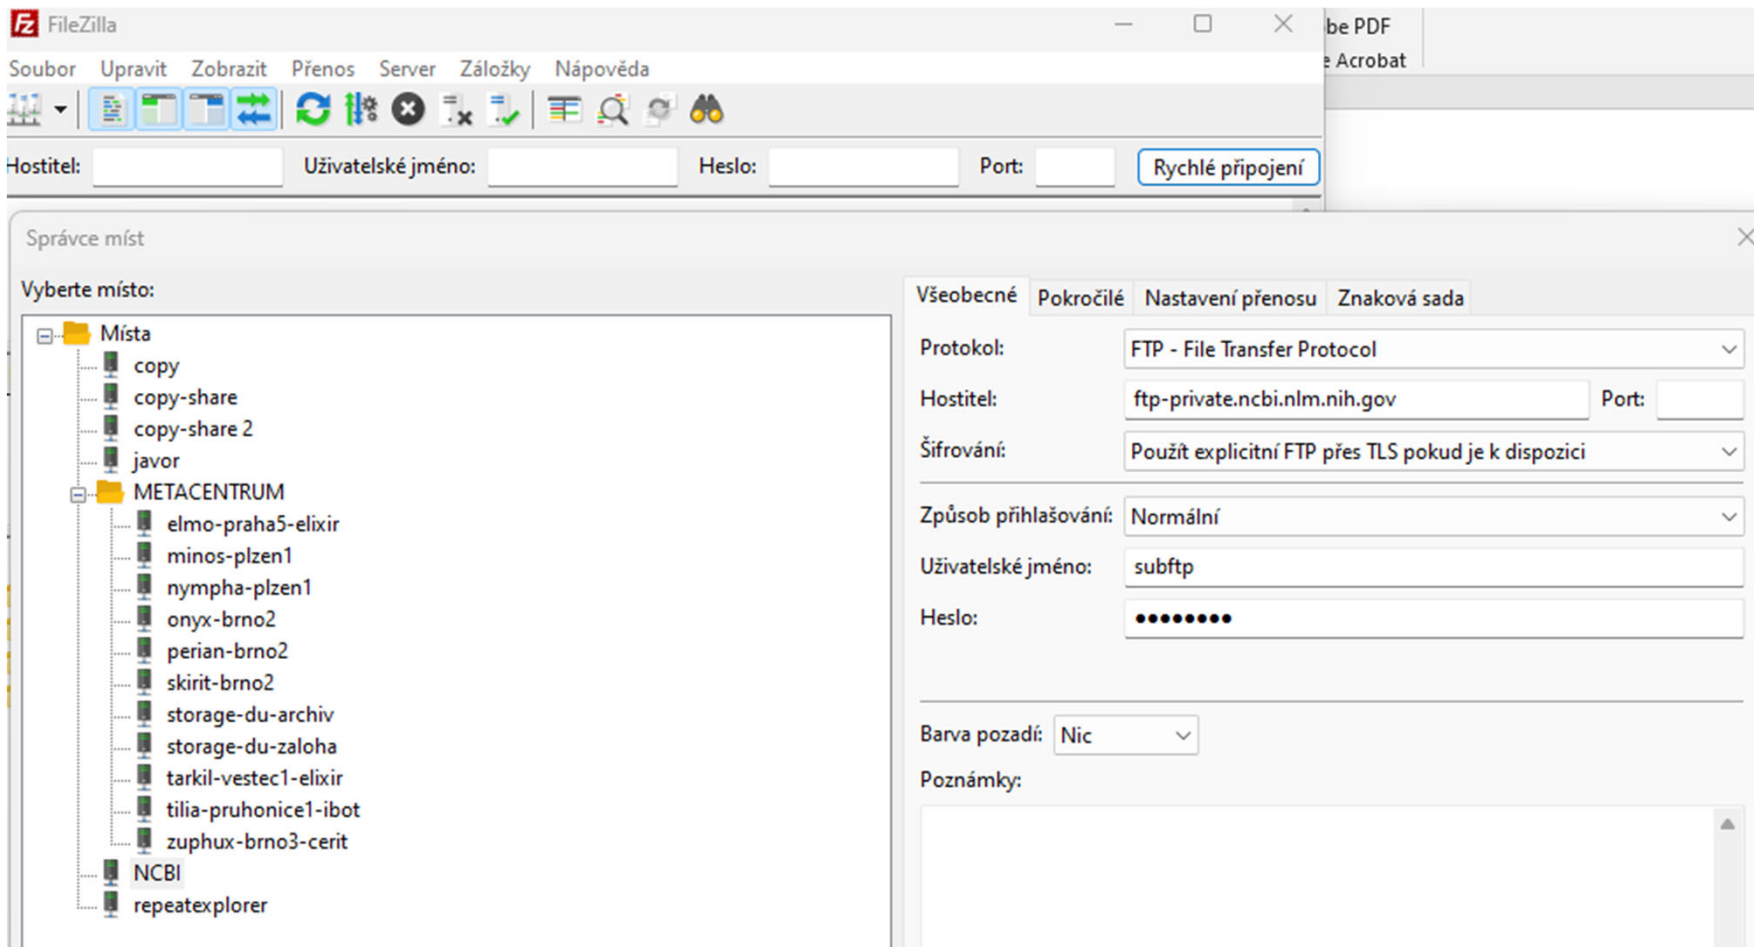 FileZilla
be PDF
Acrobat
Soubor Upravit Zobrazit Přenos Server Záložky Nápověda
Hostitel: Uživatelské jméno: Heslo: Port: Rychlé připojení
Správce míst
Vyberte místo:
Místa
copy
copy-share
copy-share 2
javor
METACENTRUM
elmo-praha5-elixir
minos-plzen1
nympha-plzen1
onyx-brno2
perian-brno2
skirit-brno2
storage-du-archiv
storage-du-zaloha
tarkil-vestec1-elixir
tilia-pruhonice1-ibot
zuphux-brno3-cerit
NCBI
repeatexplorer
Všeobecné Pokročilé Nastavení přenosu Znaková sada
Protokol: FTP - File Transfer Protocol
Hostitel: ftp-private.ncbi.nlm.nih.gov Port:
Šifrování: Použít explicitní FTP přes TLS pokud je k dispozici
Způsob přihlašování: Normální
Uživatelské jméno: subftp
Heslo: ●●●●●●●●
Barva pozadí: Nic
Poznámky: